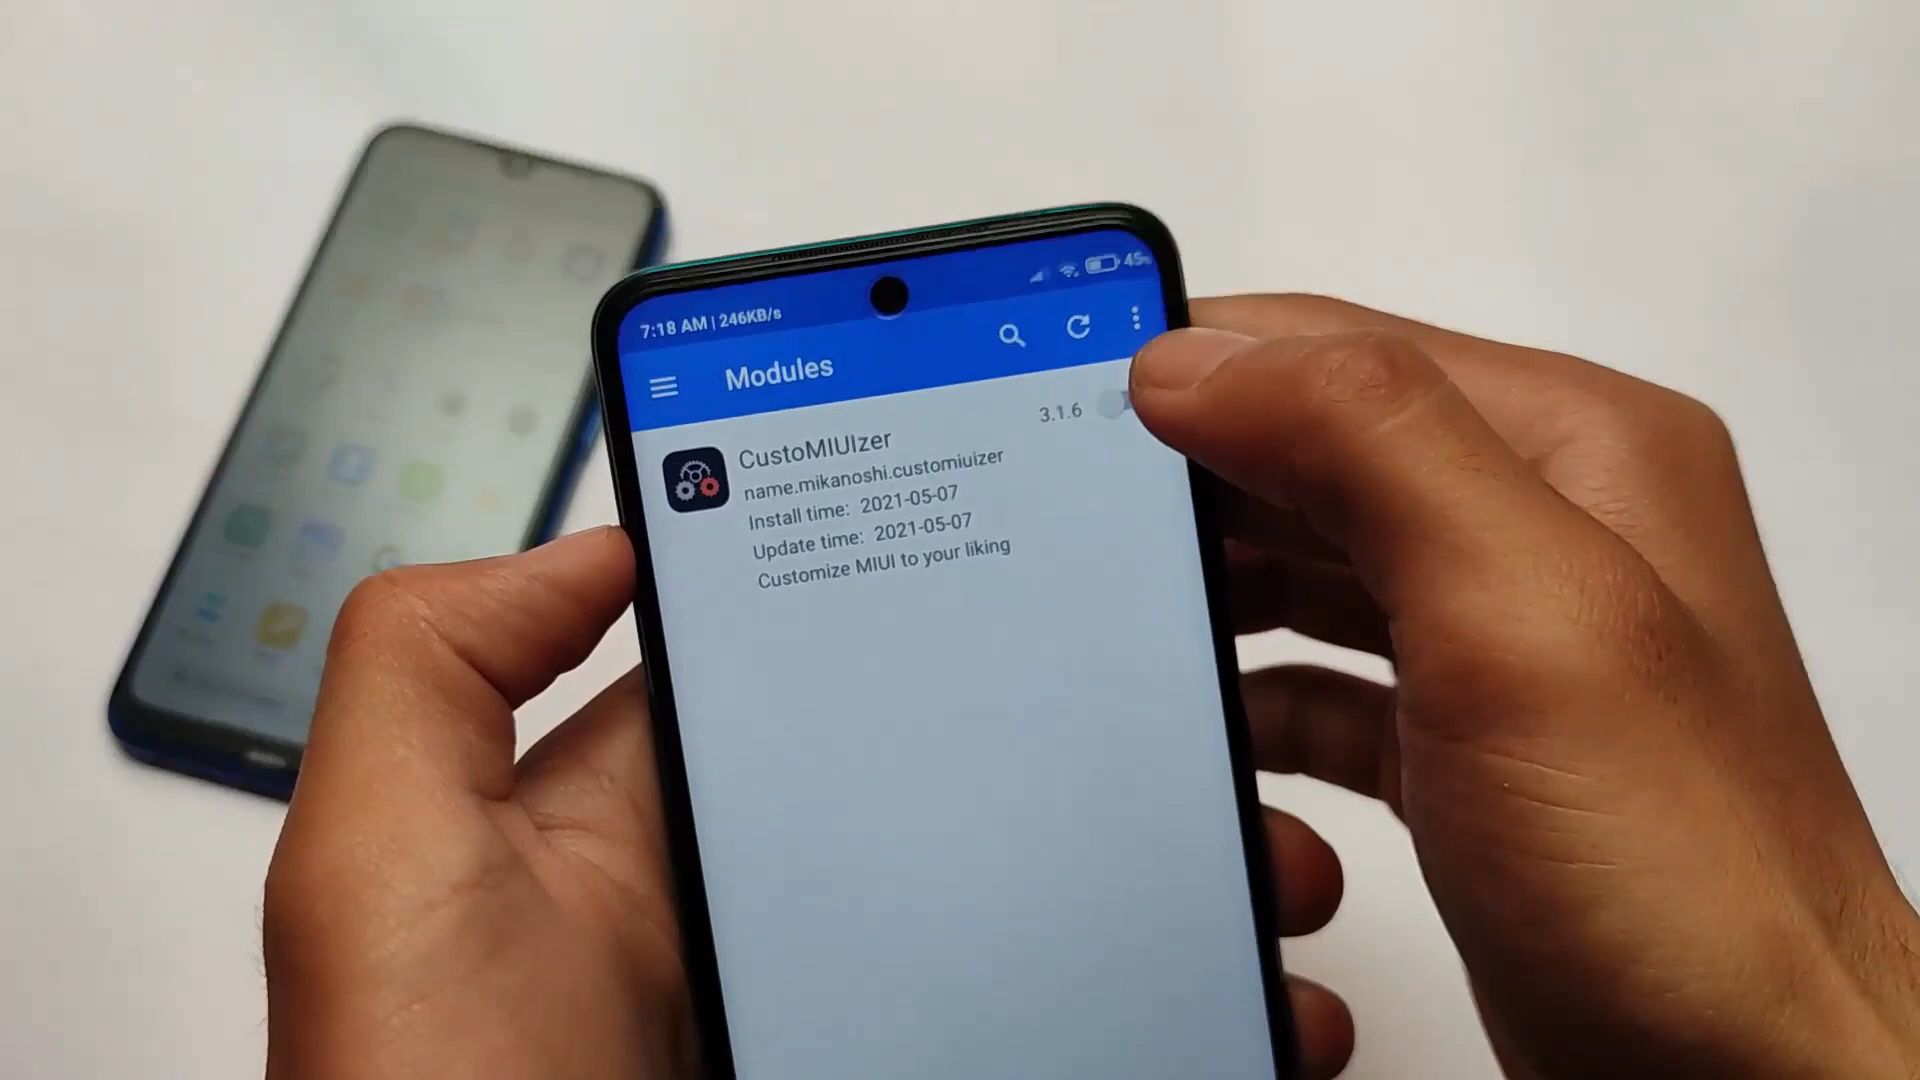 7:18 AM | 246KB/s 45%
Modules
CustoMIUIzer 3.1.6
name.mikanoshi.customiuizer
Install time: 2021-05-07
Update time: 2021-05-07
Customize MIUI to your liking